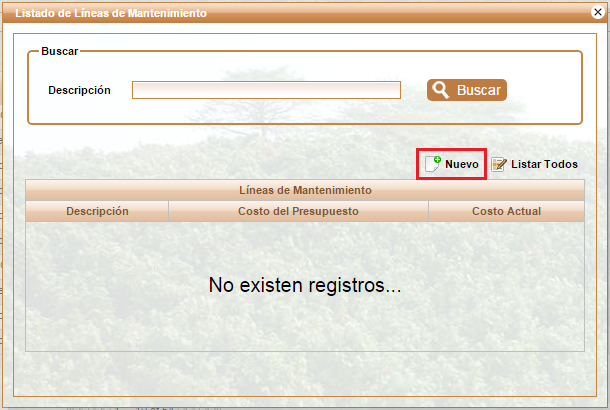 Listado de Líneas de Mantenimiento
Buscar
Descripción
Buscar
Nuevo Listar Todos
Líneas de Mantenimiento
Descripción Costo del Presupuesto Costo Actual
No existen registros...